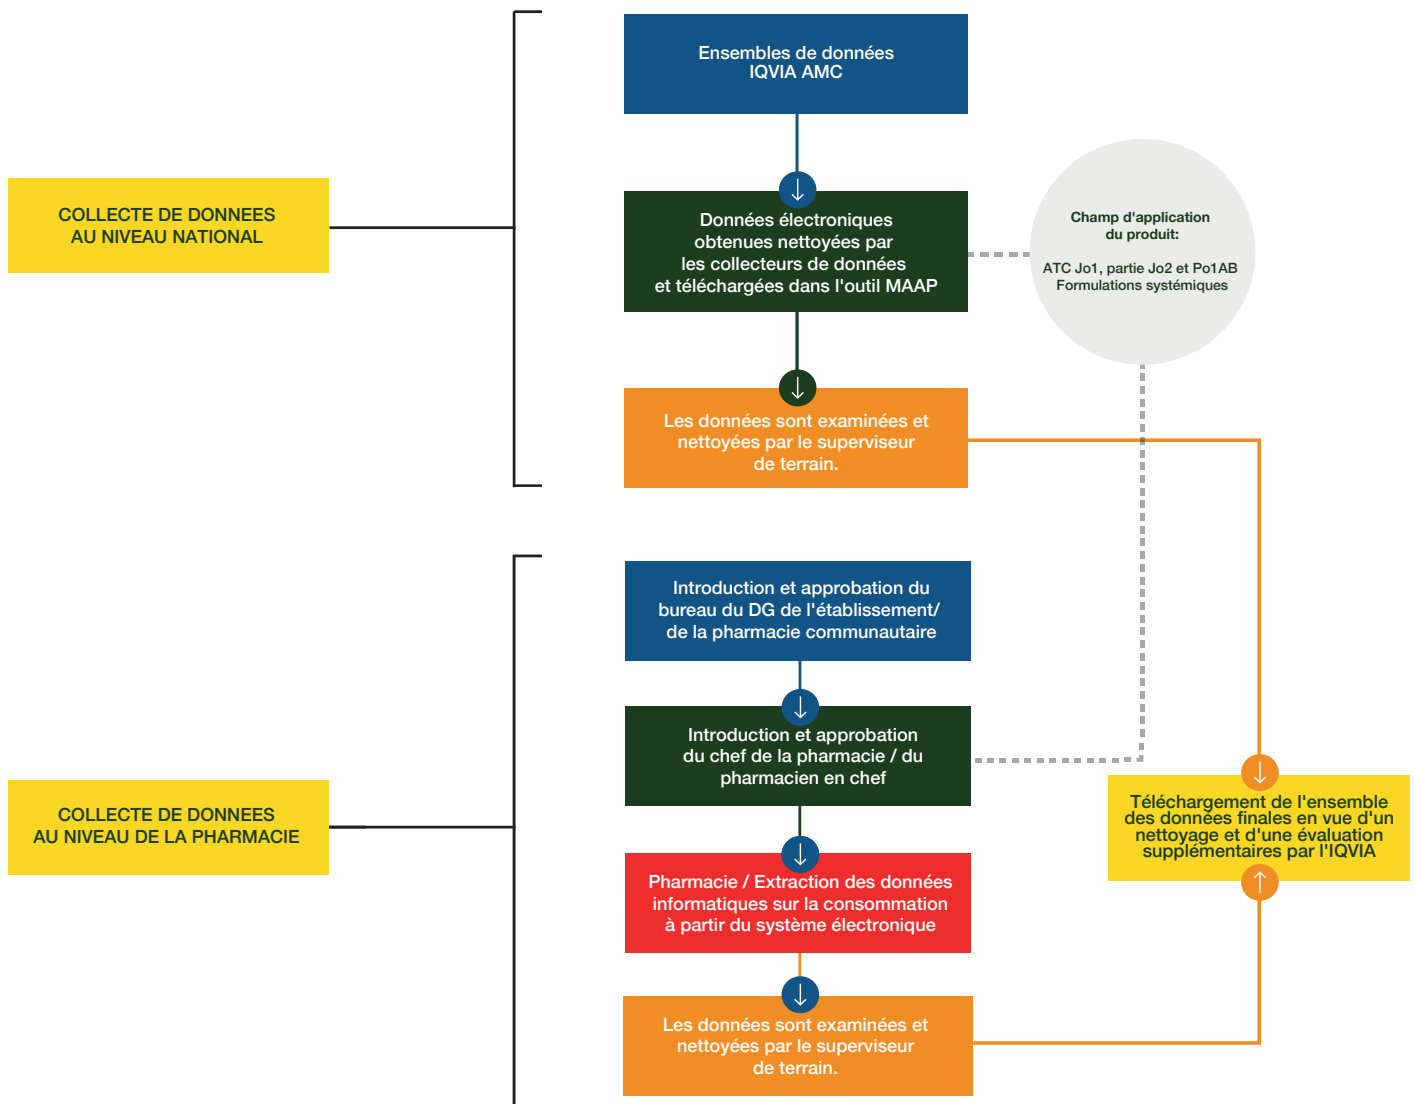 Ensembles de données
IQVIA AMC
COLLECTE DE DONNEES
AU NIVEAU NATIONAL
Données électroniques
obtenues nettoyées par
les collecteurs de données
et téléchargées dans l'outil MAAP
Champ d'application
du produit:
ATC Jo1, partie Jo2 et Po1AB
Formulations systémiques
Les données sont examinées et
nettoyées par le superviseur
de terrain.
Introduction et approbation du
bureau du DG de l'établissement/
de la pharmacie communautaire
Introduction et approbation
du chef de la pharmacie / du
pharmacien en chef
COLLECTE DE DONNEES
AU NIVEAU DE LA PHARMACIE
Téléchargement de l'ensemble
des données finales en vue d'un
nettoyage et d'une évaluation
supplémentaires par l'IQVIA
Pharmacie / Extraction des données
informatiques sur la consommation
à partir du système électronique
Les données sont examinées et
nettoyées par le superviseur
de terrain.